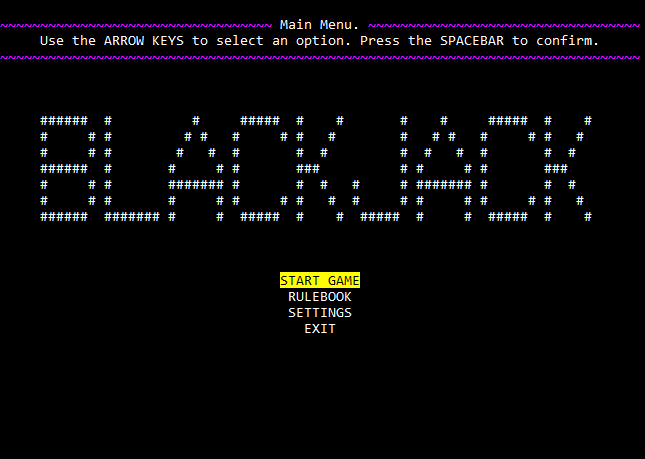 Main Menu.
Use the ARROW KEYS to select an option. Press the SPACEBAR to confirm.
BLACKJACK
START GAME
RULEBOOK
SETTINGS
EXIT